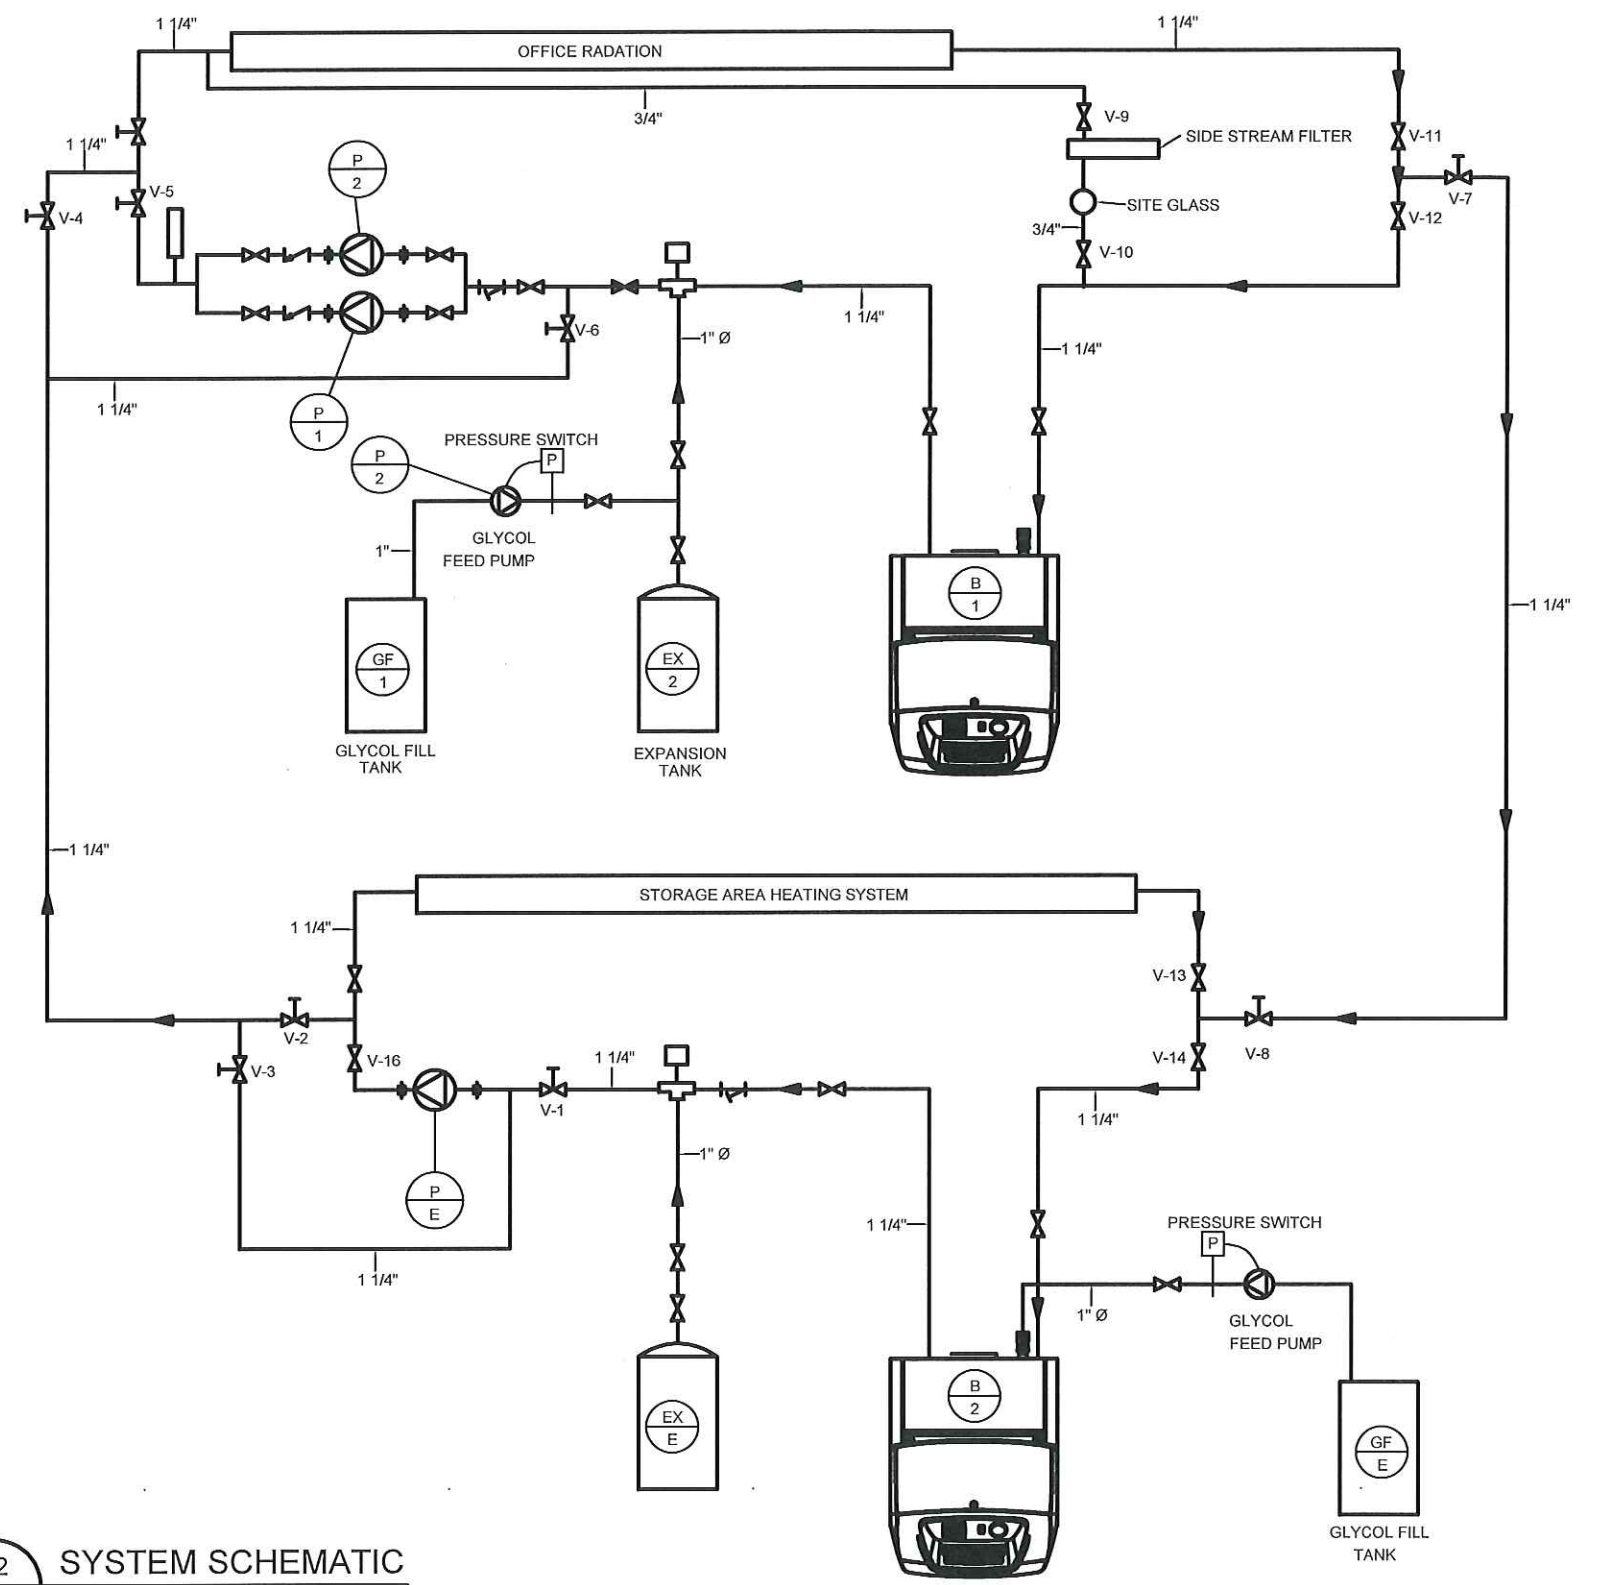 1 1/4"
1 1/4"
OFFICE RADATION
3/4"
V-9
SIDE STREAM FILTER
V-11
1 1/4"
P
2
V-5
V-7
V-4
SITE GLASS
V-12
3/4"
V-10
1 1/4"
V-6
1" Ø
1 1/4"
1 1/4"
P
1
PRESSURE SWITCH
P
P
2
GLYCOL
FEED PUMP
1"
B
1
1 1/4"
GF
1
EX
2
GLYCOL FILL
TANK
EXPANSION
TANK
1 1/4"
STORAGE AREA HEATING SYSTEM
1 1/4"
V-13
V-2
V-8
V-16
V-14
V-3
1 1/4"
V-1
1 1/4"
1" Ø
P
E
1 1/4"
PRESSURE SWITCH
P
1 1/4"
1" Ø
GLYCOL
FEED PUMP
B
2
EX
E
GF
E
GLYCOL FILL
TANK
2
SYSTEM SCHEMATIC